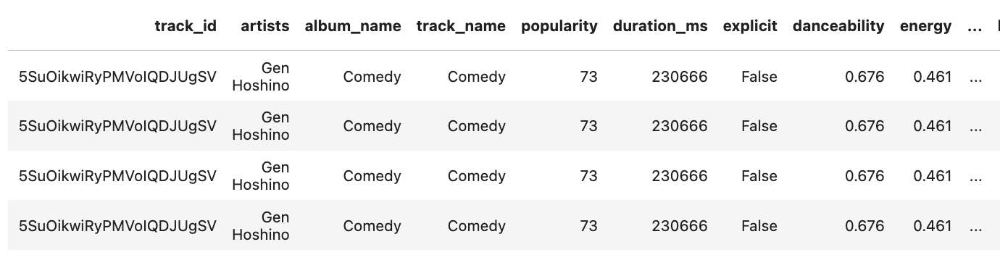 track_id artists album_name track_name popularity duration_ms explicit danceability energy ...
5SuOikwiRyPMVoIQDJUgSV Gen Hoshino Comedy Comedy 73 230666 False 0.676 0.461 ...
5SuOikwiRyPMVoIQDJUgSV Gen Hoshino Comedy Comedy 73 230666 False 0.676 0.461 ...
5SuOikwiRyPMVoIQDJUgSV Gen Hoshino Comedy Comedy 73 230666 False 0.676 0.461 ...
5SuOikwiRyPMVoIQDJUgSV Gen Hoshino Comedy Comedy 73 230666 False 0.676 0.461 ...